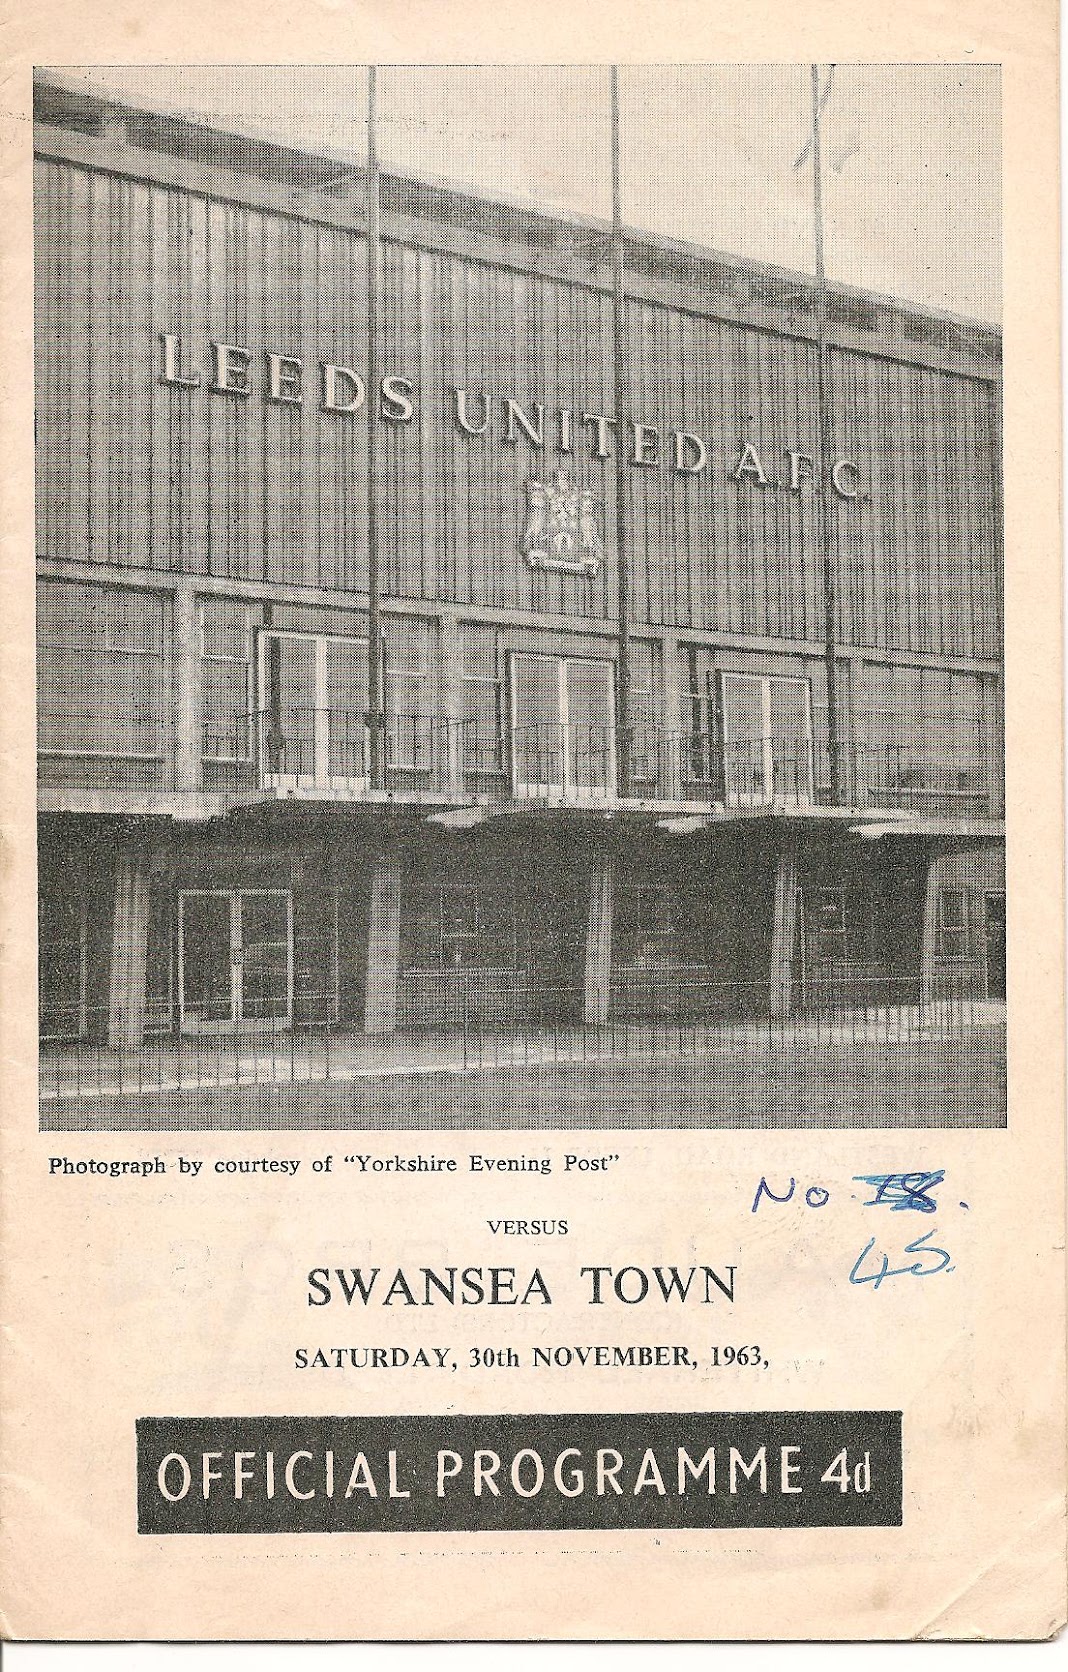 LEEDS UNITED A.F.C.
Photograph by courtesy of "Yorkshire Evening Post"
No.
45.
VERSUS
SWANSEA TOWN
SATURDAY, 30th NOVEMBER, 1963,
OFFICIAL PROGRAMME 4d